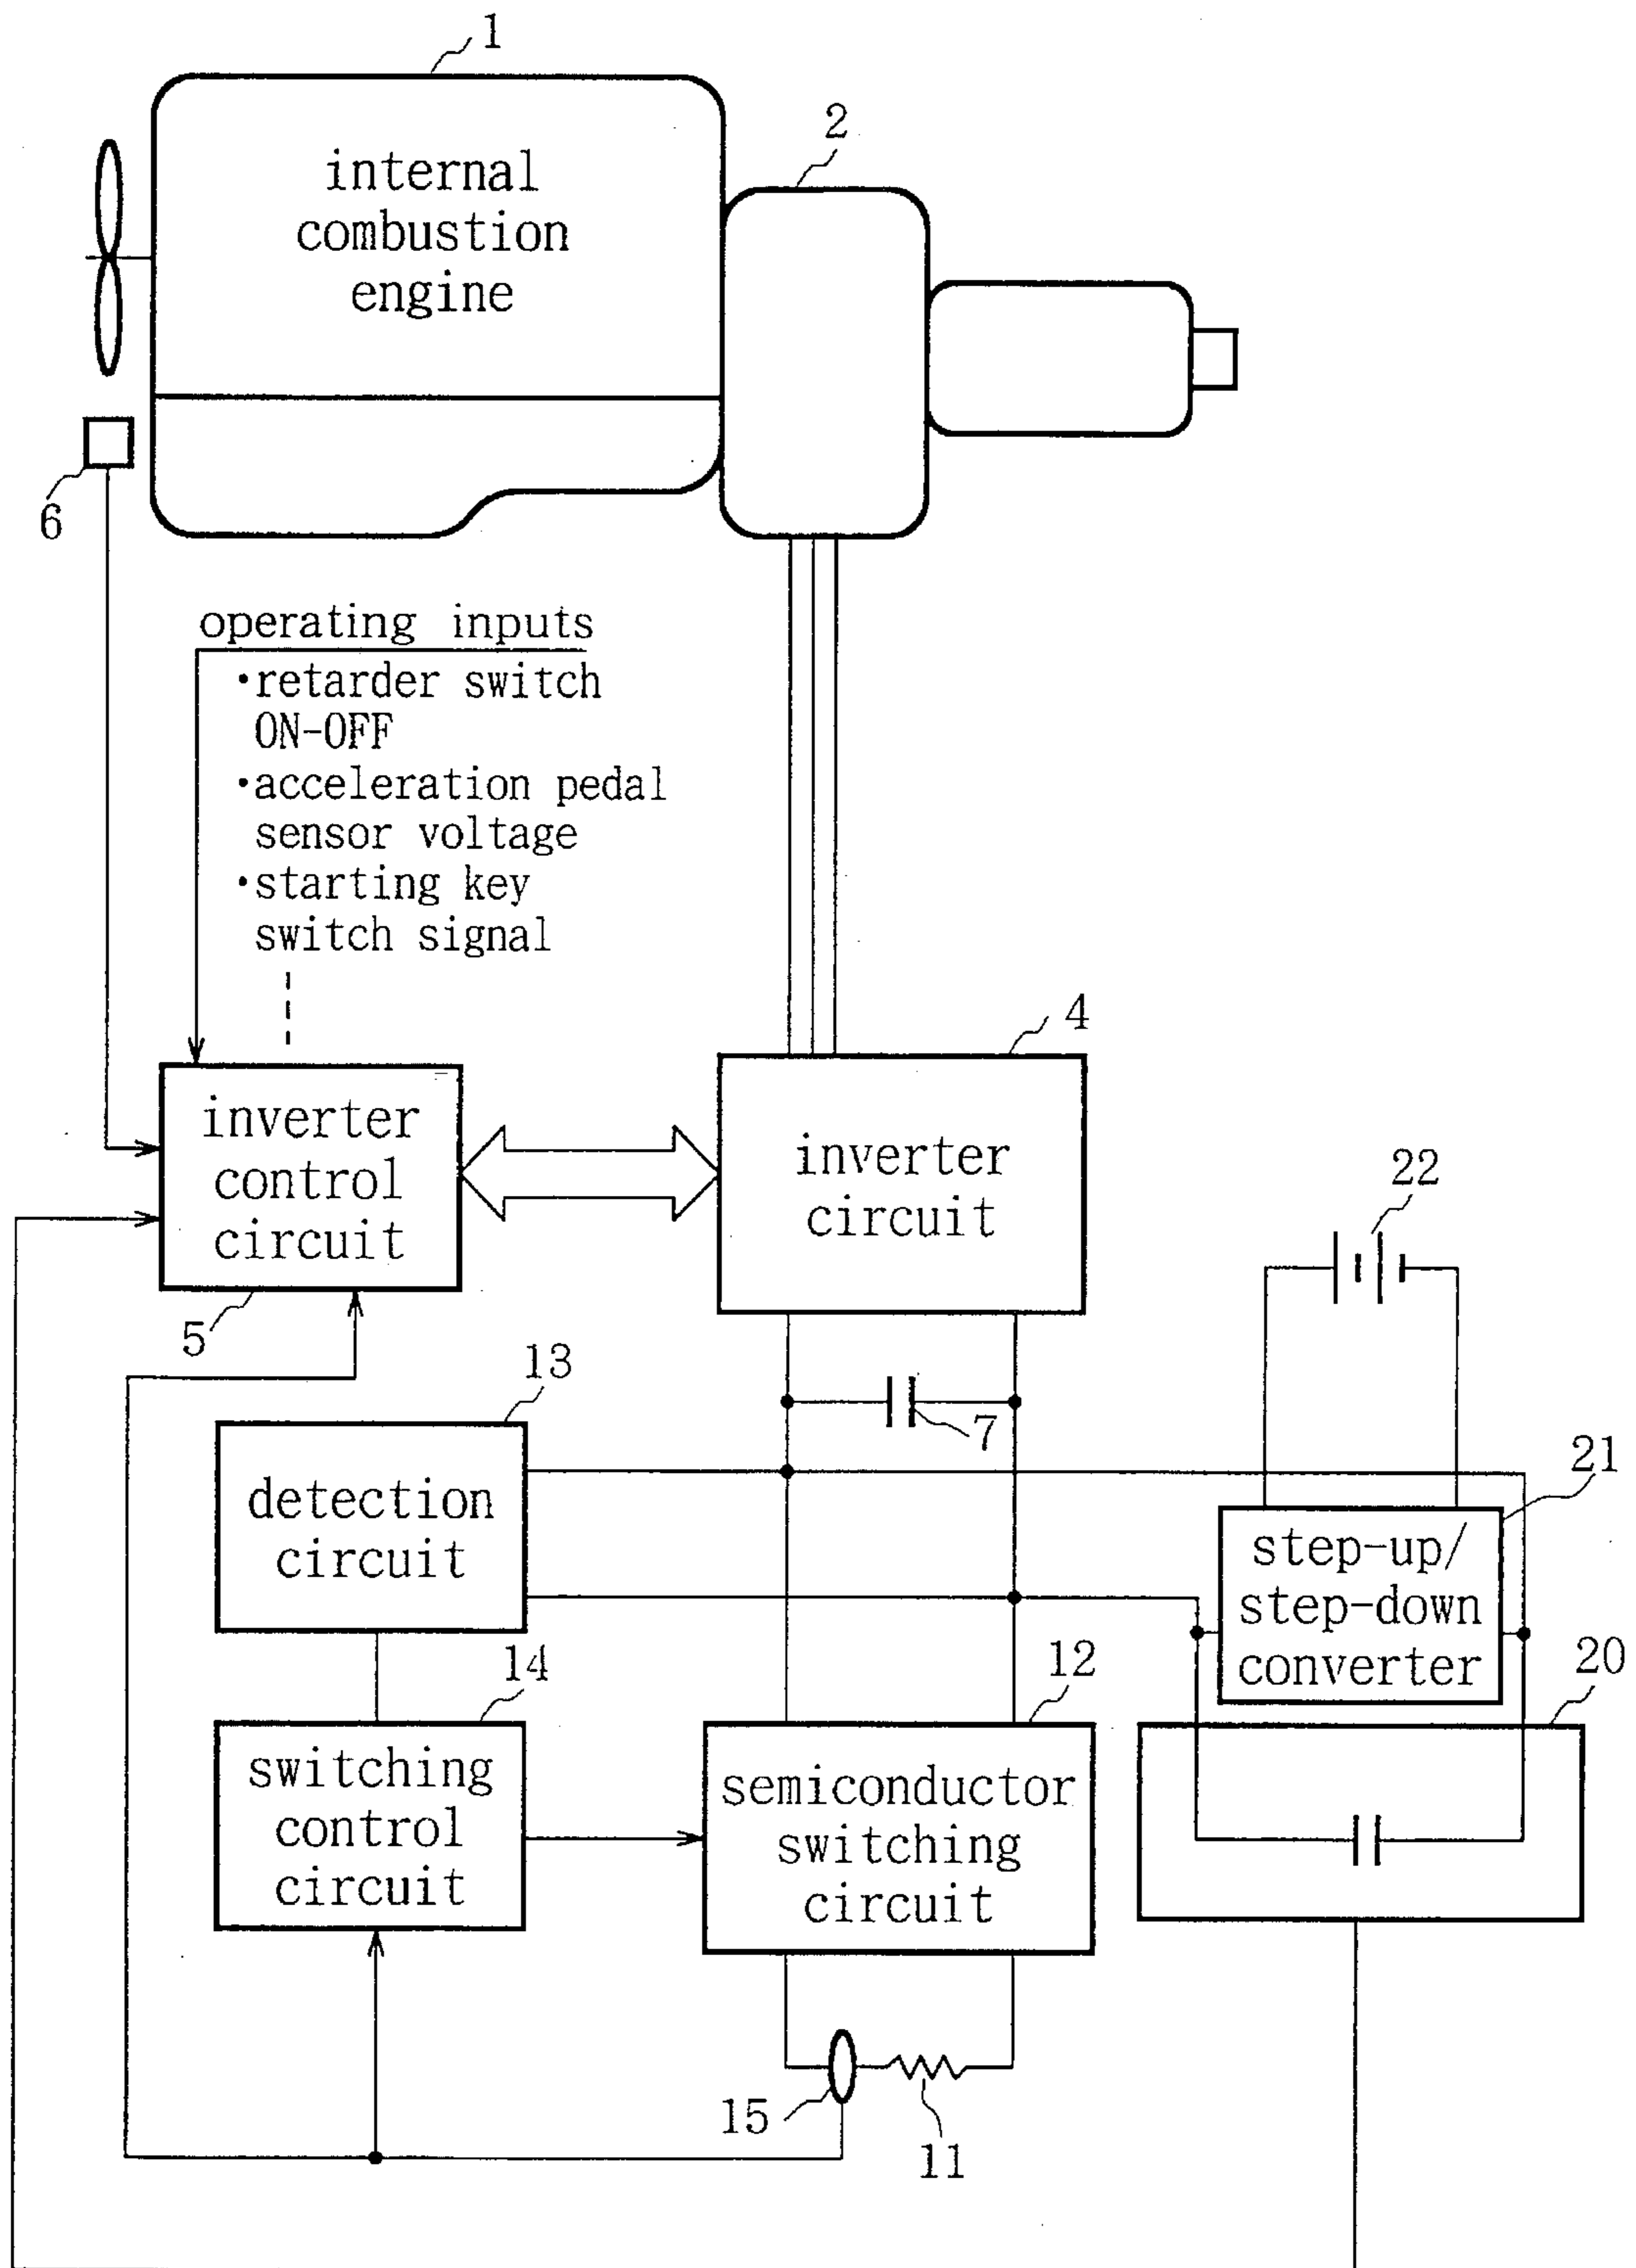 1
2
internal
combustion
engine
6
operating inputs
・retarder switch
ON-OFF
・acceleration pedal
sensor voltage
・starting key
switch signal
4
inverter
control
circuit
inverter
circuit
22
5
13
7
21
detection
circuit
step-up/
step-down
converter
14
12
20
switching
control
circuit
semiconductor
switching
circuit
15
11